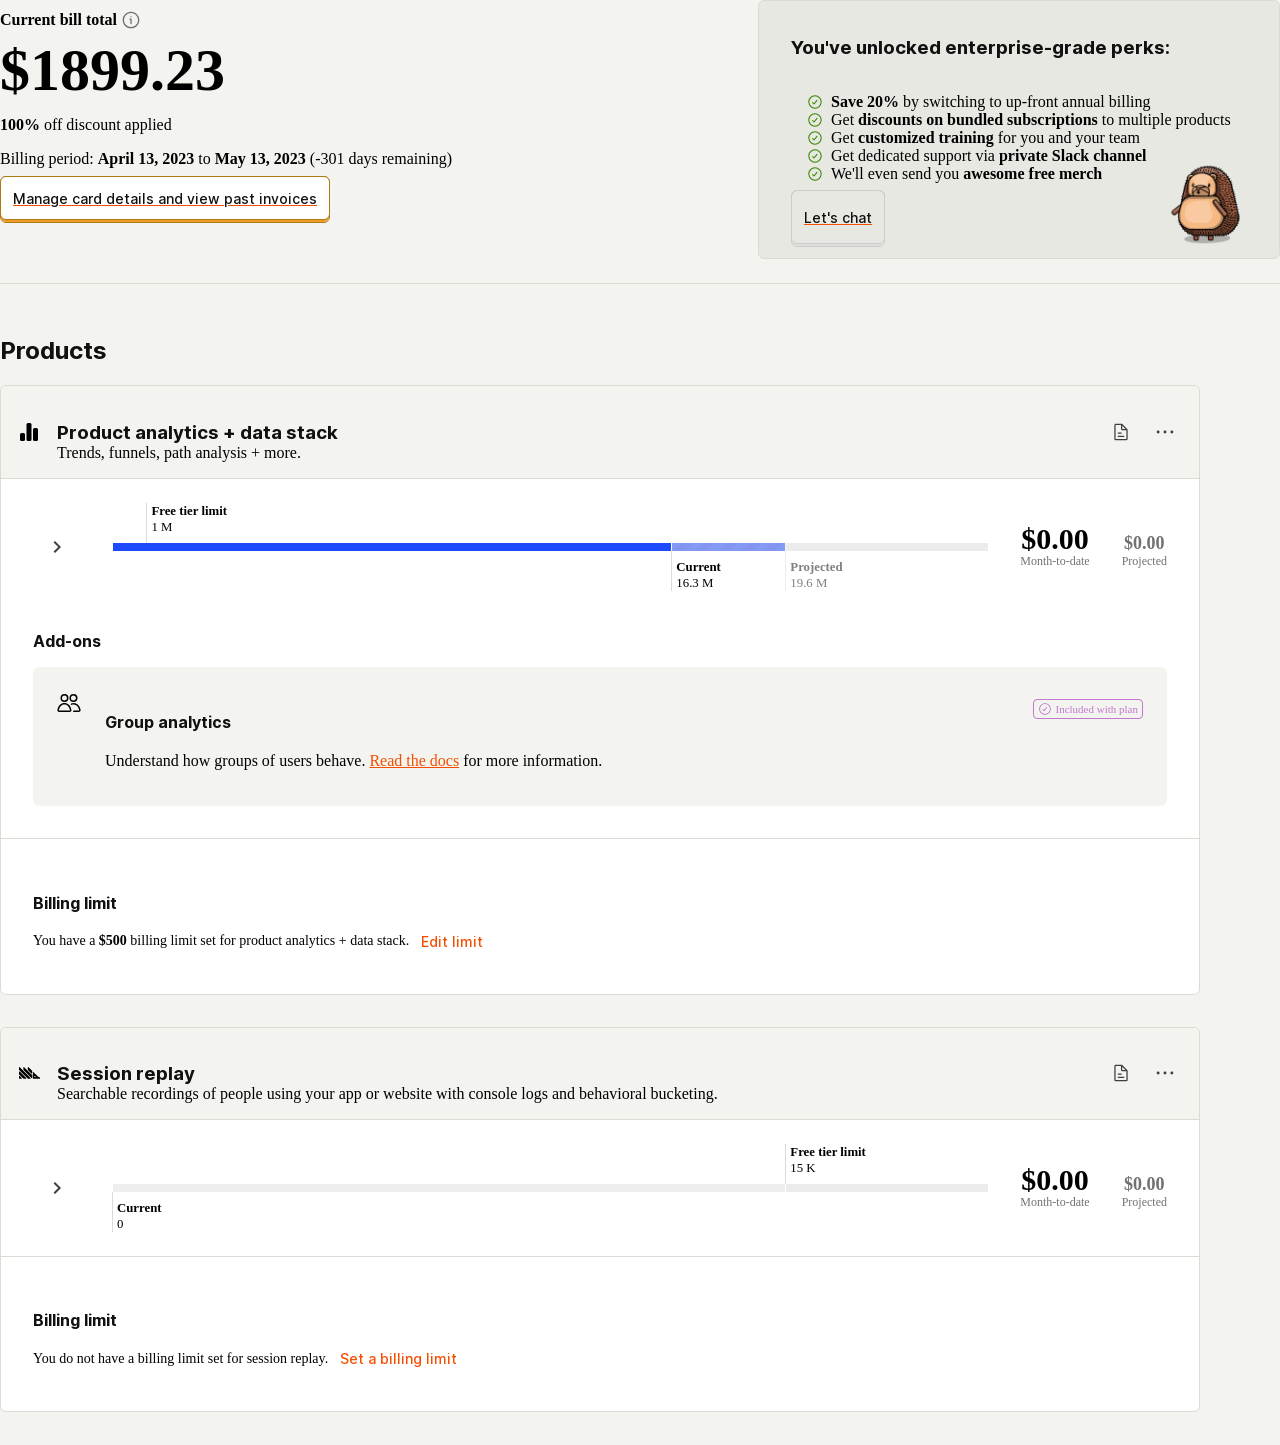 Current bill total
$1899.23
100% off discount applied
Billing period: April 13, 2023 to May 13, 2023 (-301 days remaining)
Manage card details and view past invoices
You've unlocked enterprise-grade perks:
Save 20% by switching to up-front annual billing
Get discounts on bundled subscriptions to multiple products
Get customized training for you and your team
Get dedicated support via private Slack channel
We'll even send you awesome free merch
Let's chat
Products
Product analytics + data stack
Trends, funnels, path analysis + more.
Free tier limit
1 M
Current
16.3 M
Projected
19.6 M
$0.00
Month-to-date
$0.00
Projected
Add-ons
Group analytics
Included with plan
Understand how groups of users behave. Read the docs for more information.
Billing limit
You have a $500 billing limit set for product analytics + data stack. Edit limit
Session replay
Searchable recordings of people using your app or website with console logs and behavioral bucketing.
Free tier limit
15 K
Current
0
$0.00
Month-to-date
$0.00
Projected
Billing limit
You do not have a billing limit set for session replay. Set a billing limit